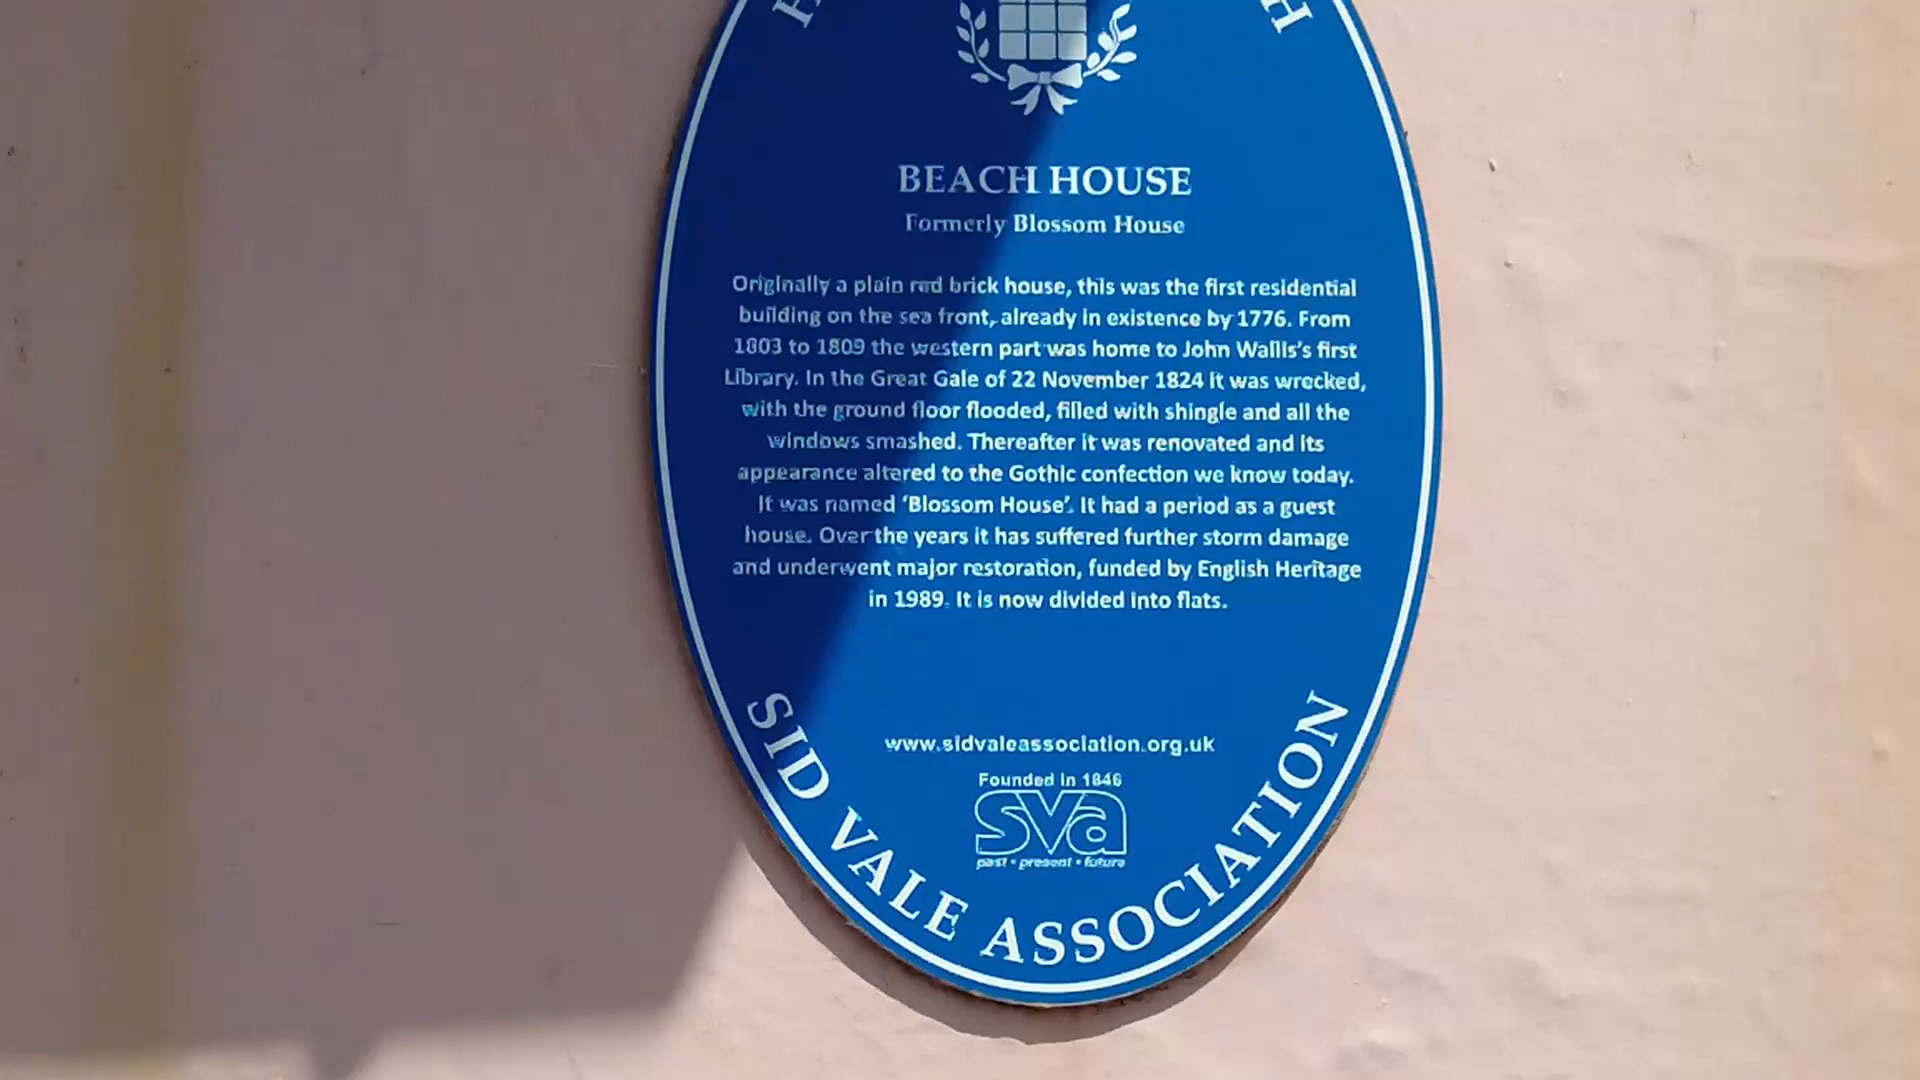 BEACH HOUSE
Formerly Blossom House
Originally a plain red brick house, this was the first residential
building on the sea front, already in existence by 1776. From
1803 to 1809 the western part was home to John Wallis's first
Library. In the Great Gale of 22 November 1824 it was wrecked,
with the ground floor flooded, filled with shingle and all the
windows smashed. Thereafter it was renovated and its
appearance altered to the Gothic confection we know today.
It was named ‘Blossom House’. It had a period as a guest
house. Over the years it has suffered further storm damage
and underwent major restoration, funded by English Heritage
in 1989. It is now divided into flats.
www.sidvaleassociation.org.uk
Founded in 1846
sva
past • present • future
SID VALE ASSOCIATION